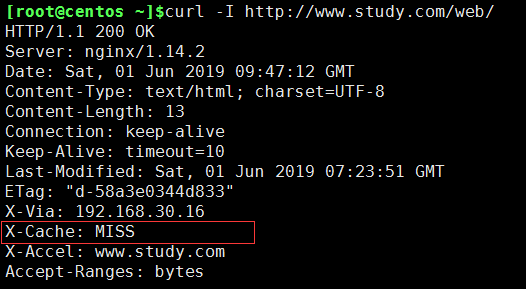 [root@centos ~]$curl -I http://www.study.com/web/
HTTP/1.1 200 OK
Server: nginx/1.14.2
Date: Sat, 01 Jun 2019 09:47:12 GMT
Content-Type: text/html; charset=UTF-8
Content-Length: 13
Connection: keep-alive
Keep-Alive: timeout=10
Last-Modified: Sat, 01 Jun 2019 07:23:51 GMT
ETag: "d-58a3e0344d833"
X-Via: 192.168.30.16
X-Cache: MISS
X-Accel: www.study.com
Accept-Ranges: bytes